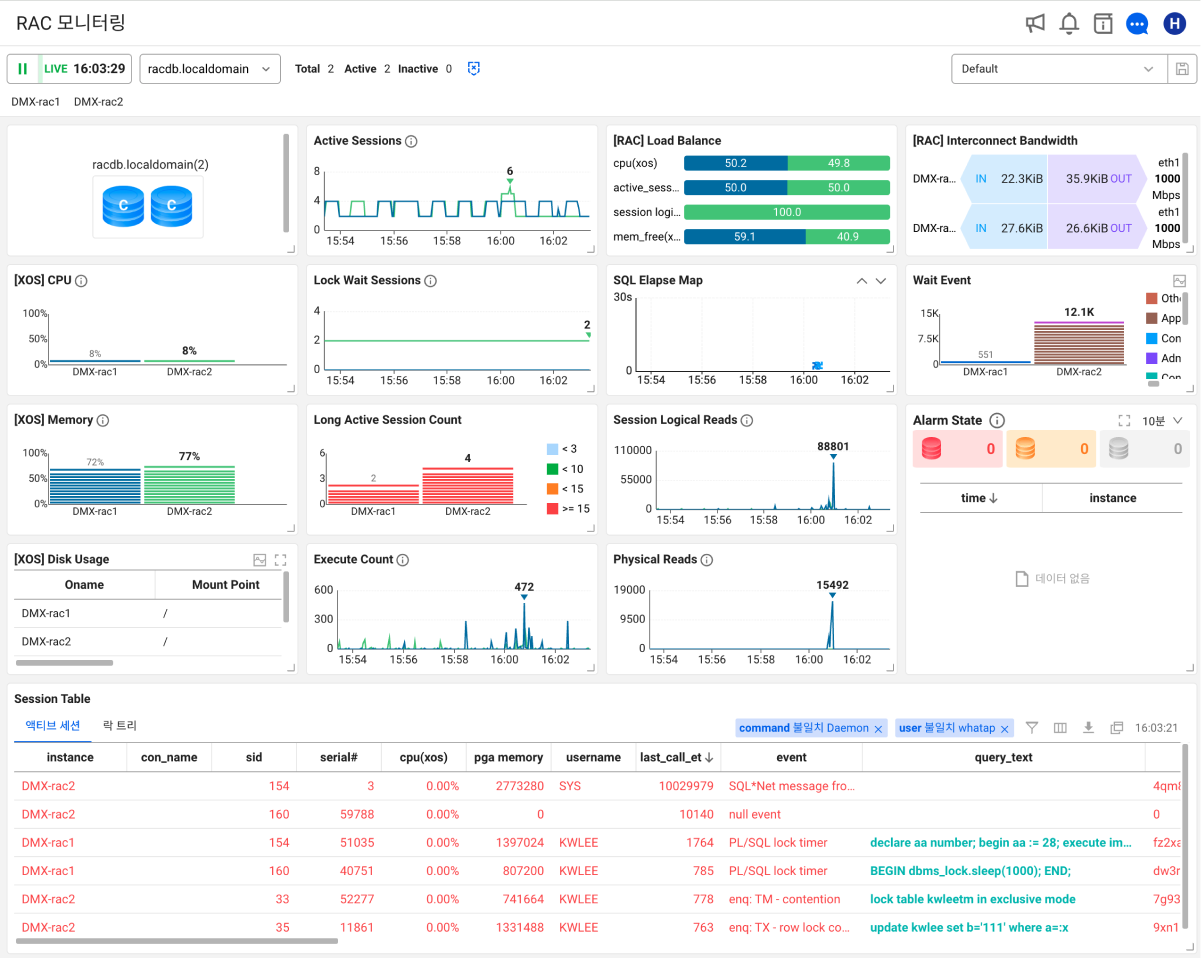 RAC 모니터링
H
LIVE 16:03:29 racdb.localdomain Total 2 Active 2 Inactive 0 Default
DMX-rac1 DMX-rac2
racdb.localdomain(2)
C C
Active Sessions
8
4
0
6
15:54 15:56 15:58 16:00 16:02
[RAC] Load Balance
cpu(xos) 50.2 49.8
active_sess... 50.0 50.0
session logi... 100.0
mem_free(x... 59.1 40.9
[RAC] Interconnect Bandwidth
DMX-ra... IN 22.3KiB 35.9KiB OUT eth1 1000 Mbps
DMX-ra... IN 27.6KiB 26.6KiB OUT eth1 1000 Mbps
[XOS] CPU
100%
50%
0%
8% 8%
DMX-rac1 DMX-rac2
Lock Wait Sessions
4
2
0
2
15:54 15:56 15:58 16:00 16:02
SQL Elapse Map
30s
0
15:54 15:56 15:58 16:00 16:02
Wait Event
15K
7.5K
0
551 12.1K
DMX-rac1 DMX-rac2
Oth
App
Con
Adn
Con
[XOS] Memory
100%
50%
0%
72% 77%
DMX-rac1 DMX-rac2
Long Active Session Count
6
3
0
2 4
DMX-rac1 DMX-rac2
< 3
< 10
< 15
>= 15
Session Logical Reads
110000
55000
0
88801
15:54 15:56 15:58 16:00 16:02
Alarm State 10분
0 0 0
time instance
데이터 없음
[XOS] Disk Usage
Oname Mount Point
DMX-rac1 /
DMX-rac2 /
Execute Count
600
300
0
472
15:54 15:56 15:58 16:00 16:02
Physical Reads
19000
9500
0
15492
15:54 15:56 15:58 16:00 16:02
Session Table
액티브 세션 락 트리
command 불일치 Daemon × user 불일치 whatap × 16:03:21
instance con_name sid serial# cpu(xos) pga memory username last_call_et event query_text
DMX-rac2 154 3 0.00% 2773280 SYS 10029979 SQL*Net message fro... 4qm8
DMX-rac2 160 59788 0.00% 0 10140 null event 0
DMX-rac1 154 51035 0.00% 1397024 KWLEE 1764 PL/SQL lock timer declare aa number; begin aa := 28; execute im... fz2xa
DMX-rac1 160 40751 0.00% 807200 KWLEE 785 PL/SQL lock timer BEGIN dbms_lock.sleep(1000); END; dw3r
DMX-rac2 33 52277 0.00% 741664 KWLEE 778 enq: TM - contention lock table kwleetm in exclusive mode 7g93
DMX-rac2 35 11861 0.00% 1331488 KWLEE 763 enq: TX - row lock co... update kwlee set b='111' where a=:x 9xn1